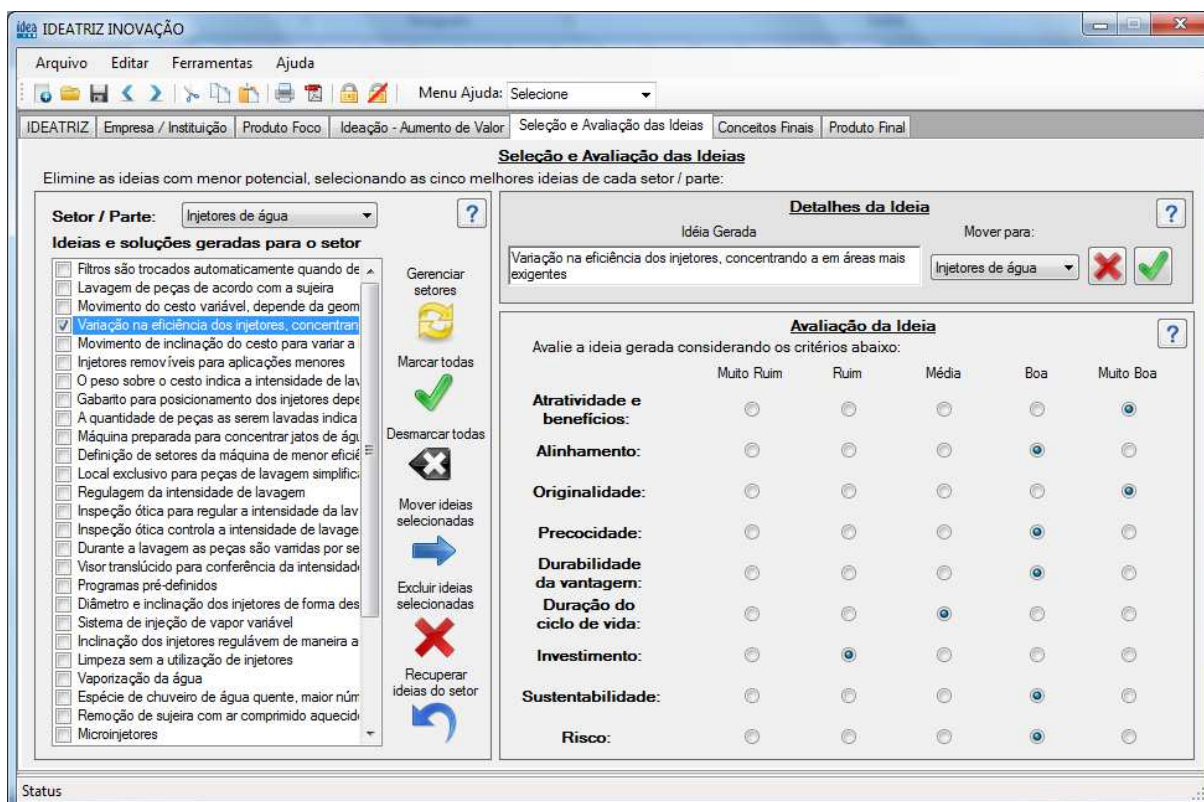 idea IDEATRIZ INOVAÇÃO
Arquivo Editar Ferramentas Ajuda
Menu Ajuda: Selecione
IDEATRIZ Empresa / Instituição Produto Foco Ideação - Aumento de Valor Seleção e Avaliação das Ideias Conceitos Finais Produto Final
Seleção e Avaliação das Ideias
Elimine as ideias com menor potencial, selecionando as cinco melhores ideias de cada setor / parte:
Setor / Parte: Injetores de água ?
Ideias e soluções geradas para o setor
Filtros são trocados automaticamente quando de
Lavagem de peças de acordo com a sujeira
Movimento do cesto variável, depende da geom
Variação na eficiência dos injetores, concentran
Movimento de inclinação do cesto para variar a
Injetores removíveis para aplicações menores
O peso sobre o cesto indica a intensidade de lav
Gabarito para posicionamento dos injetores depe
A quantidade de peças as serem lavadas indica
Máquina preparada para concentrar jatos de águ
Definição de setores da máquina de menor eficiê
Local exclusivo para peças de lavagem simplifica
Regulagem da intensidade de lavagem
Inspeção ótica para regular a intensidade da lav
Inspeção ótica controla a intensidade de lavage
Durante a lavagem as peças são varridas por se
Visor translúcido para conferência da intensidade
Programas pré-definidos
Diâmetro e inclinação dos injetores de forma des
Sistema de injeção de vapor variável
Inclinação dos injetores regulávem de maneira a
Limpeza sem a utilização de injetores
Vaporização da água
Espécie de chuveiro de água quente, maior núm
Remoção de sujeira com ar comprimido aquecido
Microinjetores
Gerenciar
setores
Marcar todas
Desmarcar todas
Mover ideias
selecionadas
Excluir ideias
selecionadas
Recuperar
ideias do setor
Detalhes da Ideia ?
Idéia Gerada Mover para:
Variação na eficiência dos injetores, concentrando a em áreas mais
exigentes
Injetores de água
Avaliação da Ideia ?
Avalie a ideia gerada considerando os critérios abaixo:
Muito Ruim Ruim Média Boa Muito Boa
Atratividade e
benefícios:
Alinhamento:
Originalidade:
Precocidade:
Durabilidade
da vantagem:
Duração do
ciclo de vida:
Investimento:
Sustentabilidade:
Risco:
Status